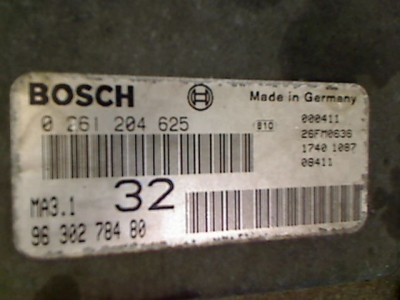 BOSCH Made in Germany
0 261 204 625 B10 000411
26FM0636
1740 1087
08411
MA3.1 32
96 302 784 80